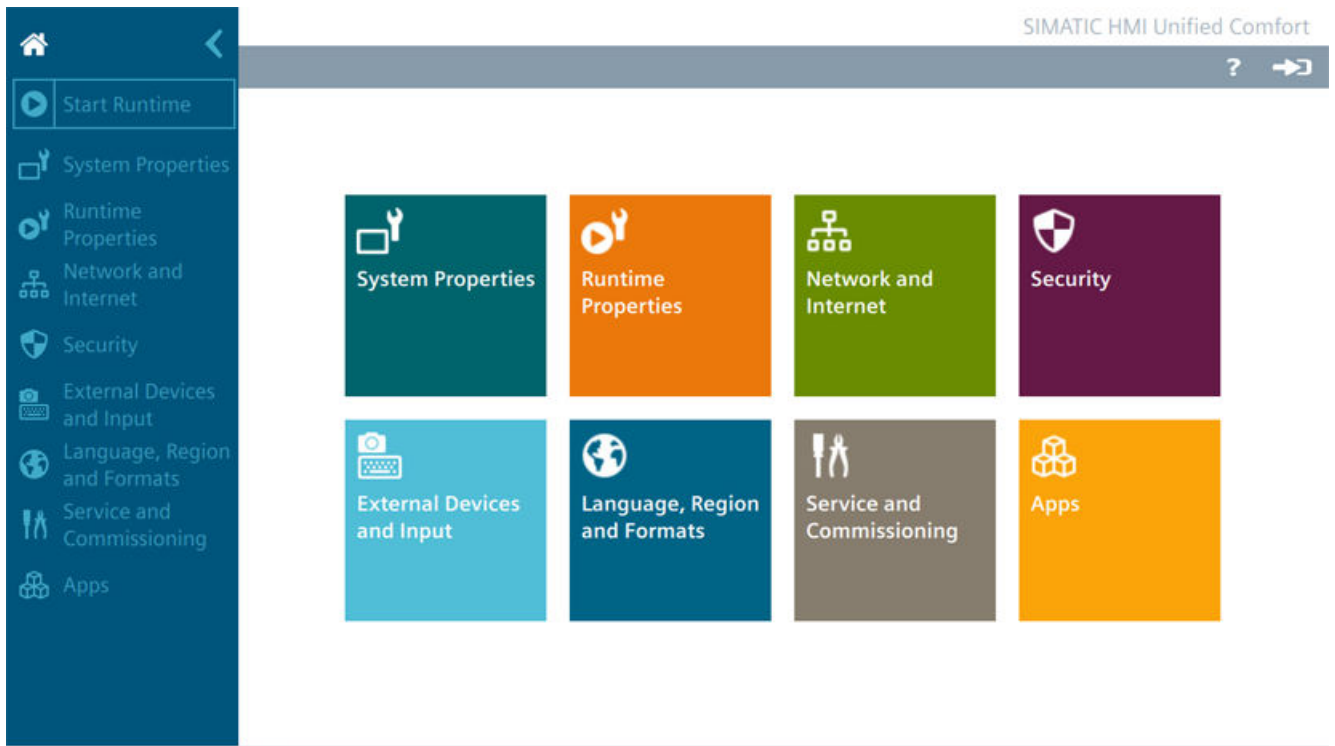 SIMATIC HMI Unified Comfort
?
Start Runtime
System Properties
Runtime
Properties
Network and
Internet
Security
External Devices
and Input
Language, Region
and Formats
Service and
Commissioning
Apps
System Properties
Runtime
Properties
Network and
Internet
Security
External Devices
and Input
Language, Region
and Formats
Service and
Commissioning
Apps